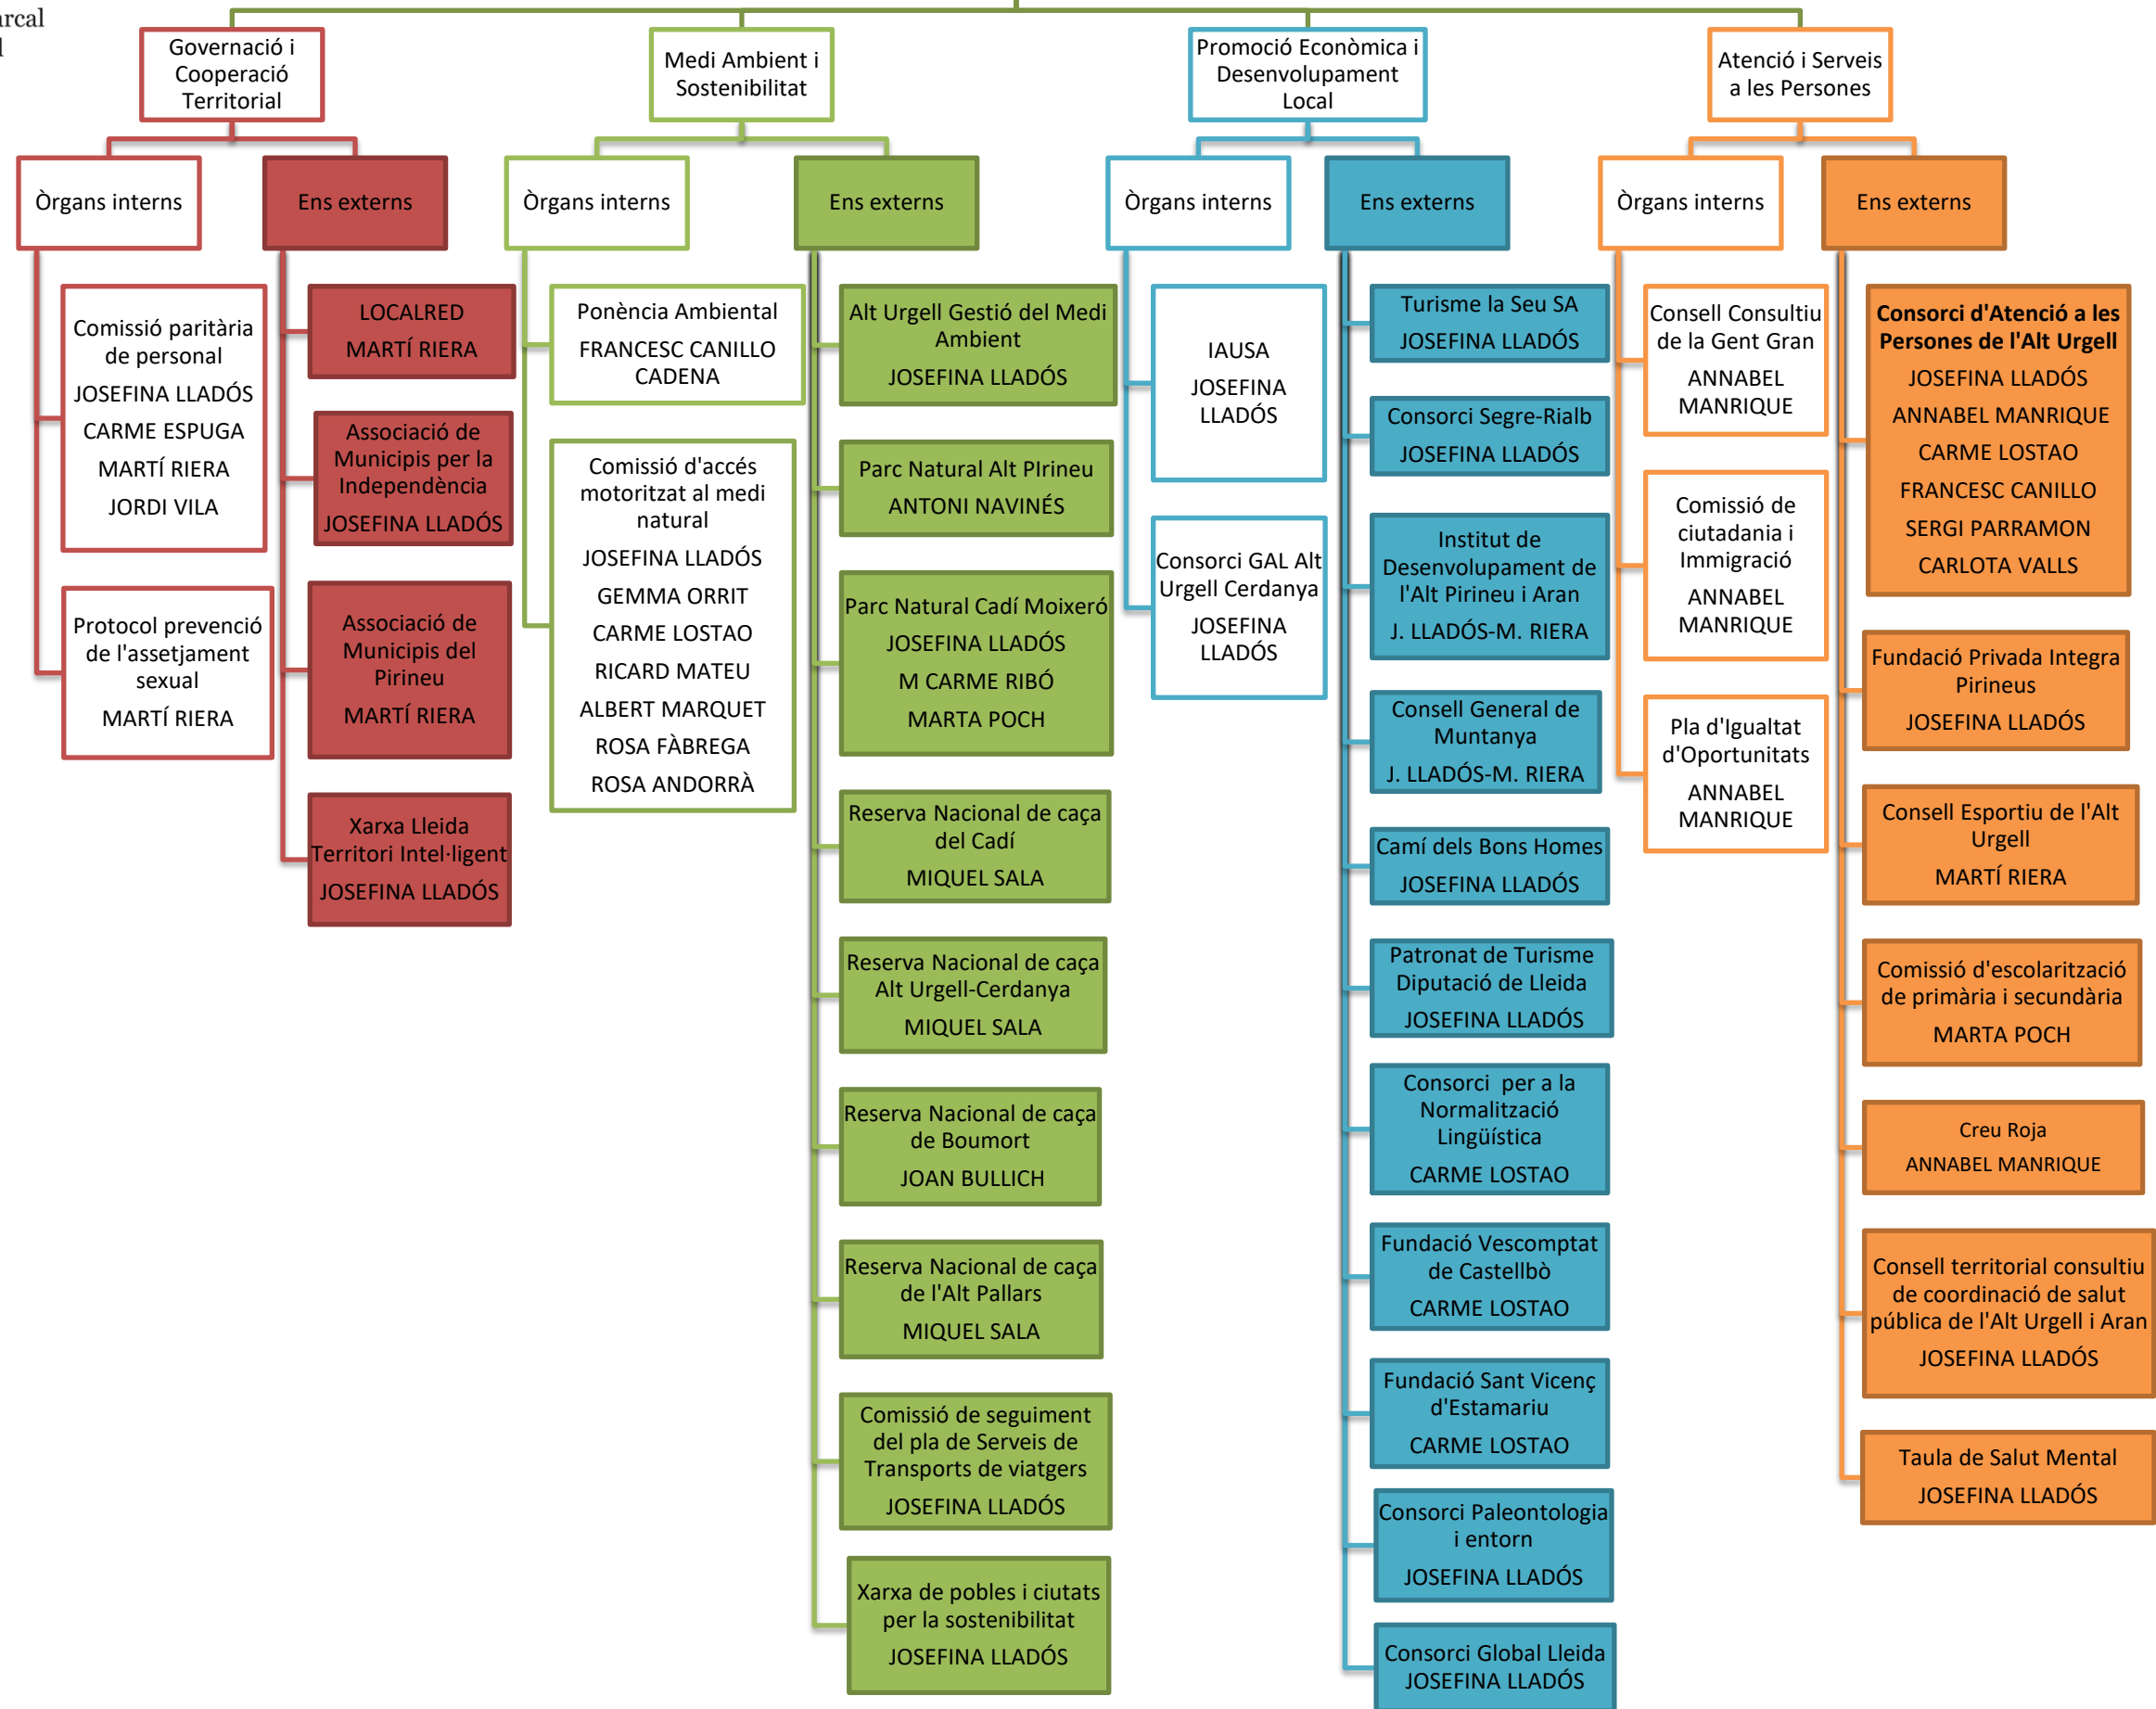 Governació i
Cooperació
Territorial
Òrgans interns
Comissió paritària
de personal
JOSEFINA LLADÓS
CARME ESPUGA
MARTÍ RIERA
JORDI VILA
Protocol prevenció
de l'assetjament
sexual
MARTÍ RIERA
Ens externs
LOCALRED
MARTÍ RIERA
Associació de
Municipis per la
Independència
JOSEFINA LLADÓS
Associació de
Municipis del
Pirineu
MARTÍ RIERA
Xarxa Lleida
Territori Intel·ligent
JOSEFINA LLADÓS
Medi Ambient i
Sostenibilitat
Òrgans interns
Ponència Ambiental
FRANCESC CANILLO
CADENA
Comissió d'accés
motoritzat al medi
natural
JOSEFINA LLADÓS
GEMMA ORRIT
CARME LOSTAO
RICARD MATEU
ALBERT MARQUET
ROSA FÀBREGA
ROSA ANDORRÀ
Ens externs
Alt Urgell Gestió del Medi
Ambient
JOSEFINA LLADÓS
Parc Natural Alt PIrineu
ANTONI NAVINÉS
Parc Natural Cadí Moixeró
JOSEFINA LLADÓS
M CARME RIBÓ
MARTA POCH
Reserva Nacional de caça
del Cadí
MIQUEL SALA
Reserva Nacional de caça
Alt Urgell-Cerdanya
MIQUEL SALA
Reserva Nacional de caça
de Boumort
JOAN BULLICH
Reserva Nacional de caça
de l'Alt Pallars
MIQUEL SALA
Comissió de seguiment
del pla de Serveis de
Transports de viatgers
JOSEFINA LLADÓS
Xarxa de pobles i ciutats
per la sostenibilitat
JOSEFINA LLADÓS
Promoció Econòmica i
Desenvolupament
Local
Òrgans interns
IAUSA
JOSEFINA
LLADÓS
Consorci GAL Alt
Urgell Cerdanya
JOSEFINA
LLADÓS
Ens externs
Turisme la Seu SA
JOSEFINA LLADÓS
Consorci Segre-Rialb
JOSEFINA LLADÓS
Institut de
Desenvolupament de
l'Alt Pirineu i Aran
J. LLADÓS-M. RIERA
Consell General de
Muntanya
J. LLADÓS-M. RIERA
Camí dels Bons Homes
JOSEFINA LLADÓS
Patronat de Turisme
Diputació de Lleida
JOSEFINA LLADÓS
Consorci per a la
Normalització
Lingüística
CARME LOSTAO
Fundació Vescomptat
de Castellbò
CARME LOSTAO
Fundació Sant Vicenç
d'Estamariu
CARME LOSTAO
Consorci Paleontologia
i entorn
JOSEFINA LLADÓS
Consorci Global Lleida
JOSEFINA LLADÓS
Atenció i Serveis
a les Persones
Òrgans interns
Consell Consultiu
de la Gent Gran
ANNABEL
MANRIQUE
Comissió de
ciutadania i
Immigració
ANNABEL
MANRIQUE
Pla d'Igualtat
d'Oportunitats
ANNABEL
MANRIQUE
Ens externs
Consorci d'Atenció a les
Persones de l'Alt Urgell
JOSEFINA LLADÓS
ANNABEL MANRIQUE
CARME LOSTAO
FRANCESC CANILLO
SERGI PARRAMON
CARLOTA VALLS
Fundació Privada Integra
Pirineus
JOSEFINA LLADÓS
Consell Esportiu de l'Alt
Urgell
MARTÍ RIERA
Comissió d'escolarització
de primària i secundària
MARTA POCH
Creu Roja
ANNABEL MANRIQUE
Consell territorial consultiu
de coordinació de salut
pública de l'Alt Urgell i Aran
JOSEFINA LLADÓS
Taula de Salut Mental
JOSEFINA LLADÓS